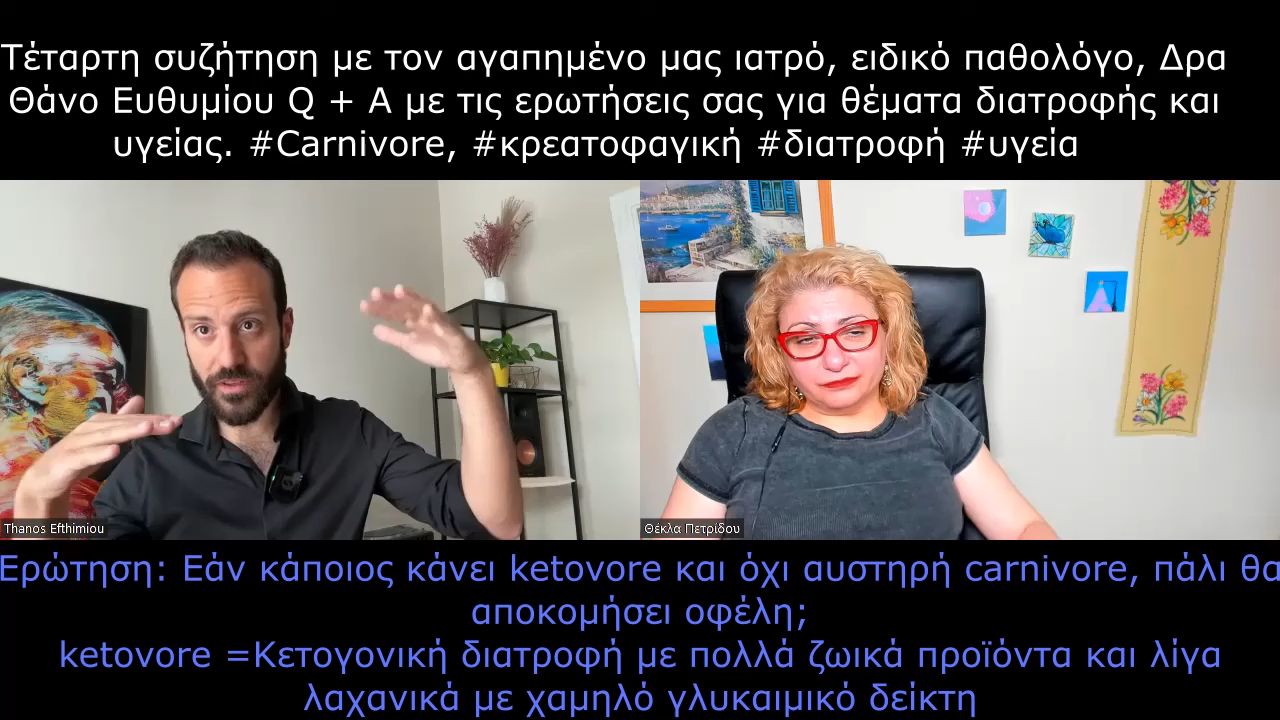 Τέταρτη συζήτηση με τον αγαπημένο μας ιατρό, ειδικό παθολόγο, Δρα
Θάνο Ευθυμίου Q + A με τις ερωτήσεις σας για θέματα διατροφής και
υγείας. #Carnivore, #κρεατοφαγική #διατροφή #υγεία
Thanos Efthimiou
Θέκλα Πετρίδου
Ερώτηση: Εάν κάποιος κάνει ketovore και όχι αυστηρή carnivore, πάλι θα
αποκομήσει οφέλη;
ketovore =Κετογονική διατροφή με πολλά ζωικά προϊόντα και λίγα
λαχανικά με χαμηλό γλυκαιμικό δείκτη